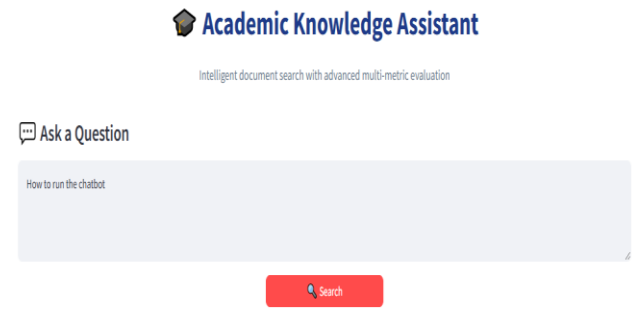 🎓 Academic Knowledge Assistant
Intelligent document search with advanced multi-metric evaluation
💬 Ask a Question
How to run the chatbot
🔍 Search